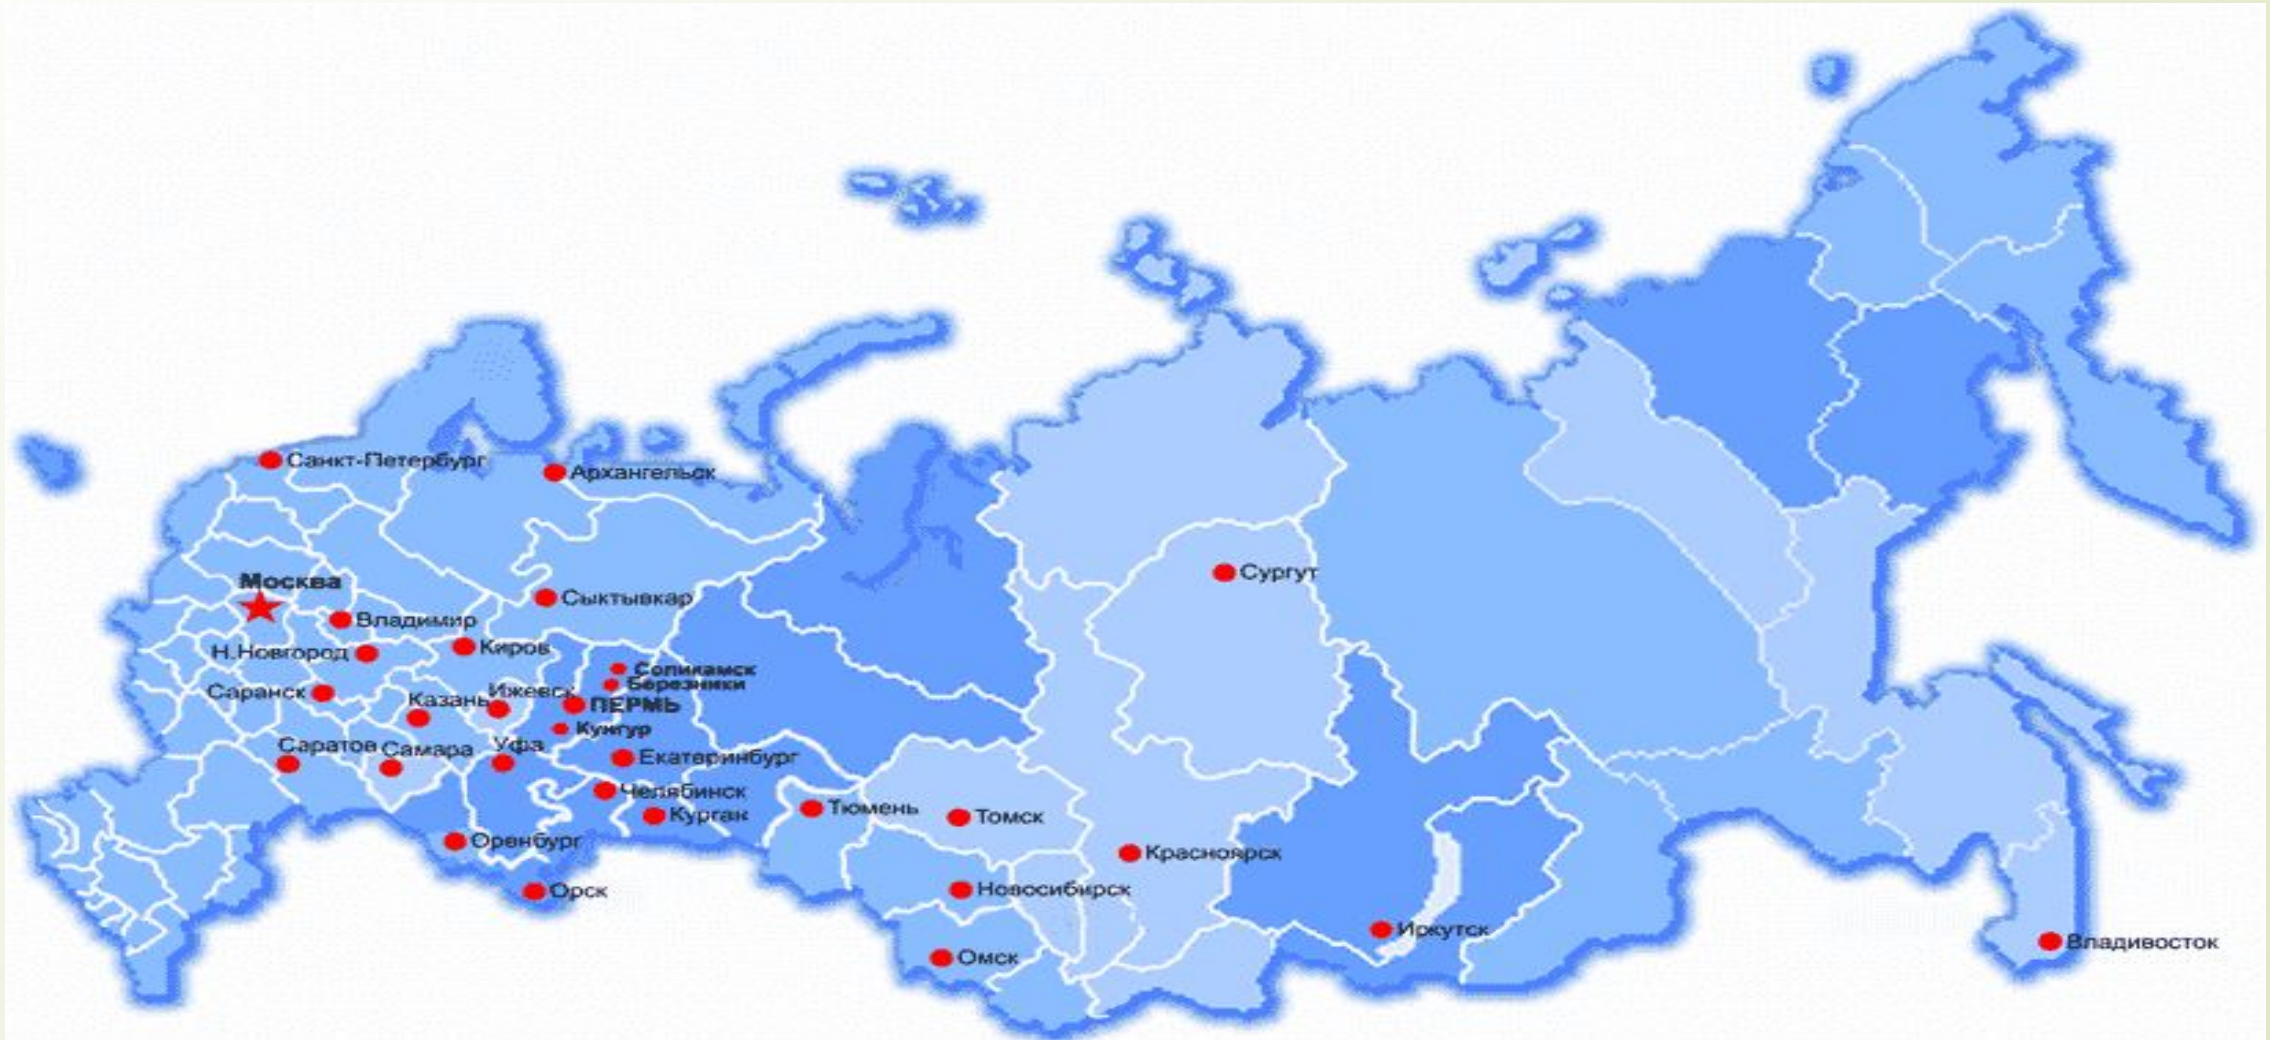 Санкт-Петербург
Архангельск
Сургут
Москва
Сыктывкар
Владимир
Киров
Н.Новгород
Соликамск
Березники
Саранск
Ижевск
Казань
ПЕРМЬ
Кунгур
Саратов
Самара
Уфа
Екатеринбург
Челябинск
Курган
Тюмень
Томск
Оренбург
Красноярск
Орск
Новосибирск
Иркутск
Владивосток
Омск